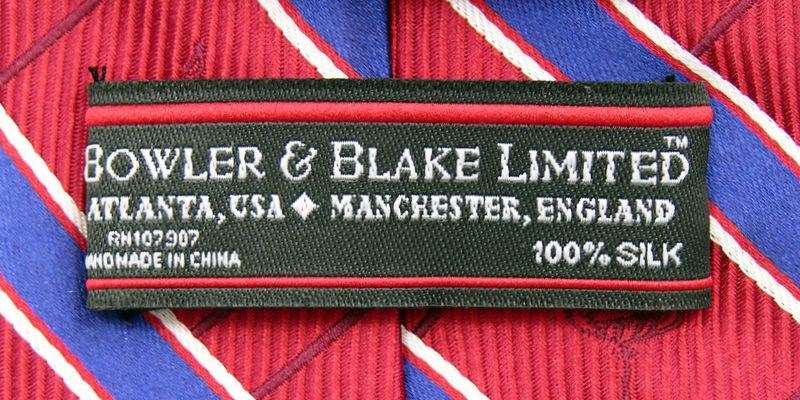 BOWLER & BLAKE LIMITED™
ATLANTA, USA ◆ MANCHESTER, ENGLAND
RN107907
HANDMADE IN CHINA
100% SILK